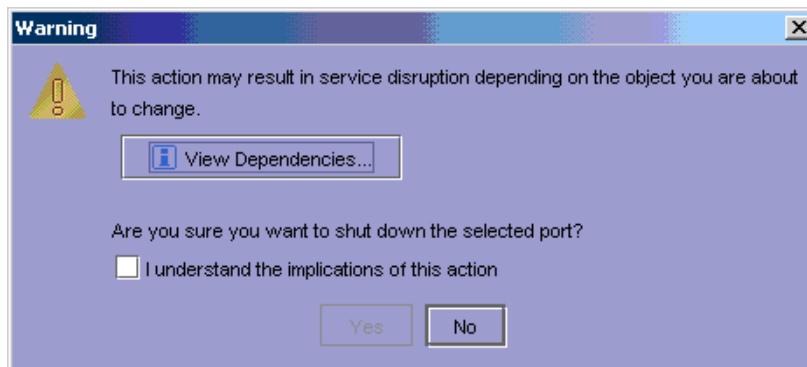 Warning
This action may result in service disruption depending on the object you are about
to change.
View Dependencies...
Are you sure you want to shut down the selected port?
I understand the implications of this action
Yes No